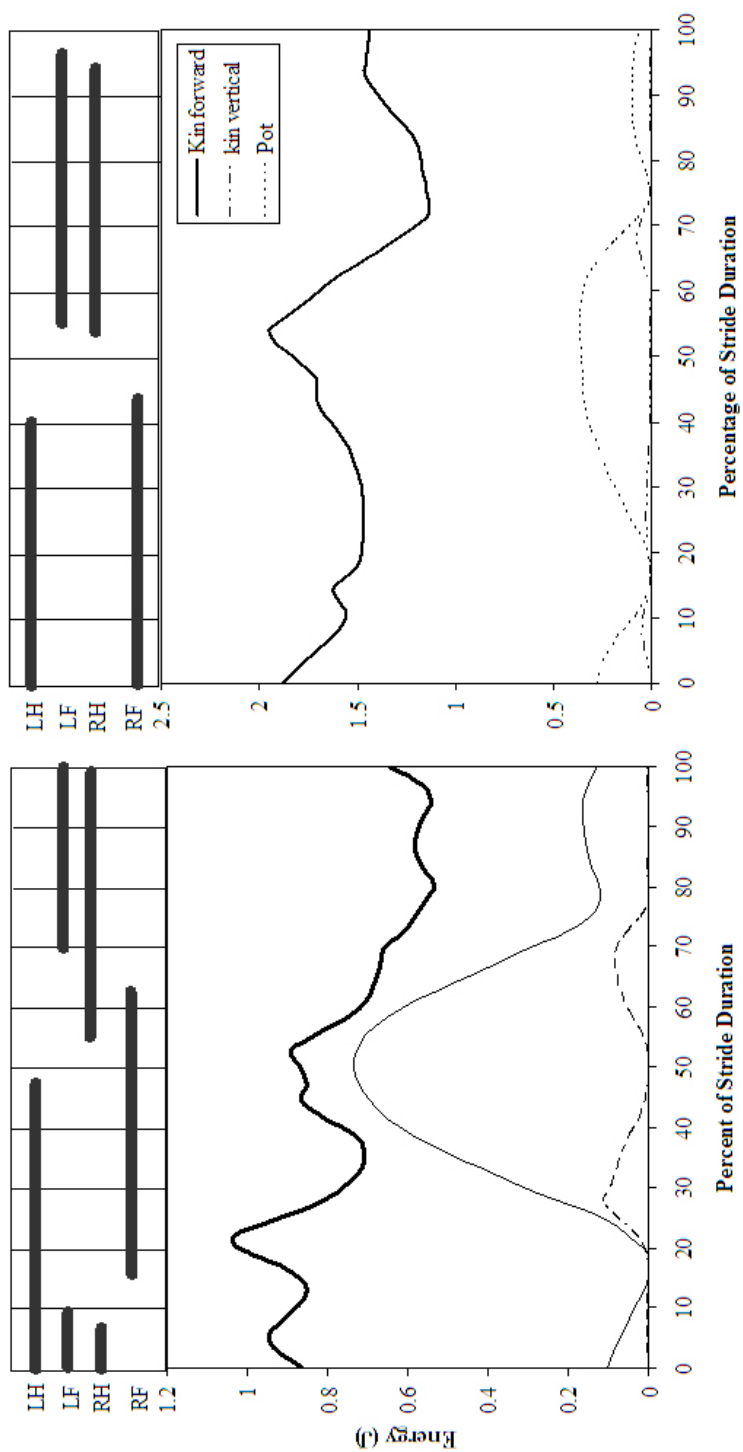 LH
LF
RH
RF
1.2
1
0.8
0.6
0.4
0.2
0
Energy (J)
0 10 20 30 40 50 60 70 80 90 100
Percent of Stride Duration
LH
LF
RH
RF
2.5
2
1.5
1
0.5
0
Kin forward
kin vertical
Pot
0 10 20 30 40 50 60 70 80 90 100
Percentage of Stride Duration